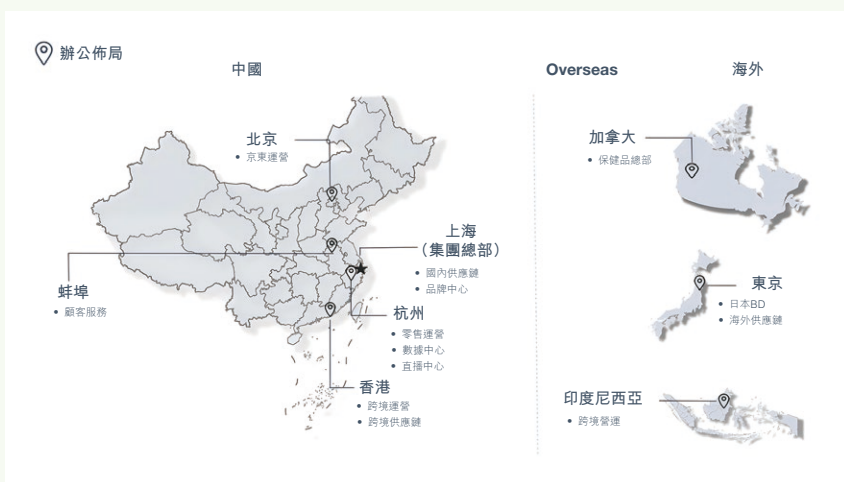 辦公佈局
中國
Overseas
海外
北京
京東運營
上海
（集團總部）
國內供應鏈
品牌中心
蚌埠
顧客服務
杭州
零售運營
數據中心
直播中心
香港
跨境運營
跨境供應鏈
加拿大
保健品總部
東京
日本BD
海外供應鏈
印度尼西亞
跨境營運